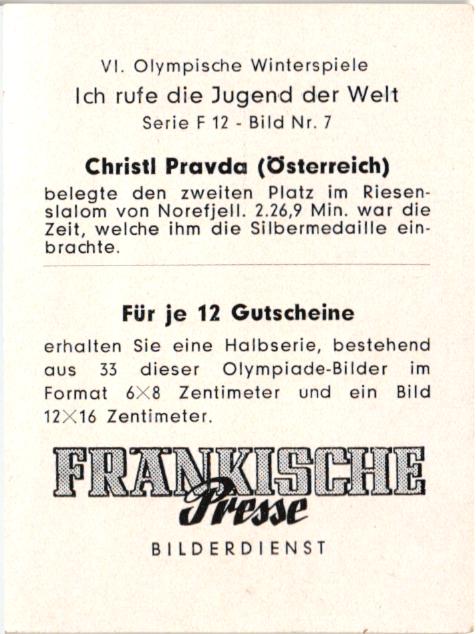 VI. Olympische Winterspiele
Ich rufe die Jugend der Welt
Serie F 12 - Bild Nr. 7
Christl Pravda (Österreich)
belegte den zweiten Platz im Riesen-
slalom von Norefjell. 2.26,9 Min. war die
Zeit, welche ihm die Silbermedaille ein-
brachte.
Für je 12 Gutscheine
erhalten Sie eine Halbserie, bestehend
aus 33 dieser Olympiade-Bilder im
Format 6×8 Zentimeter und ein Bild
12×16 Zentimeter.
FRÄNKISCHE
Presse
BILDERDIENST